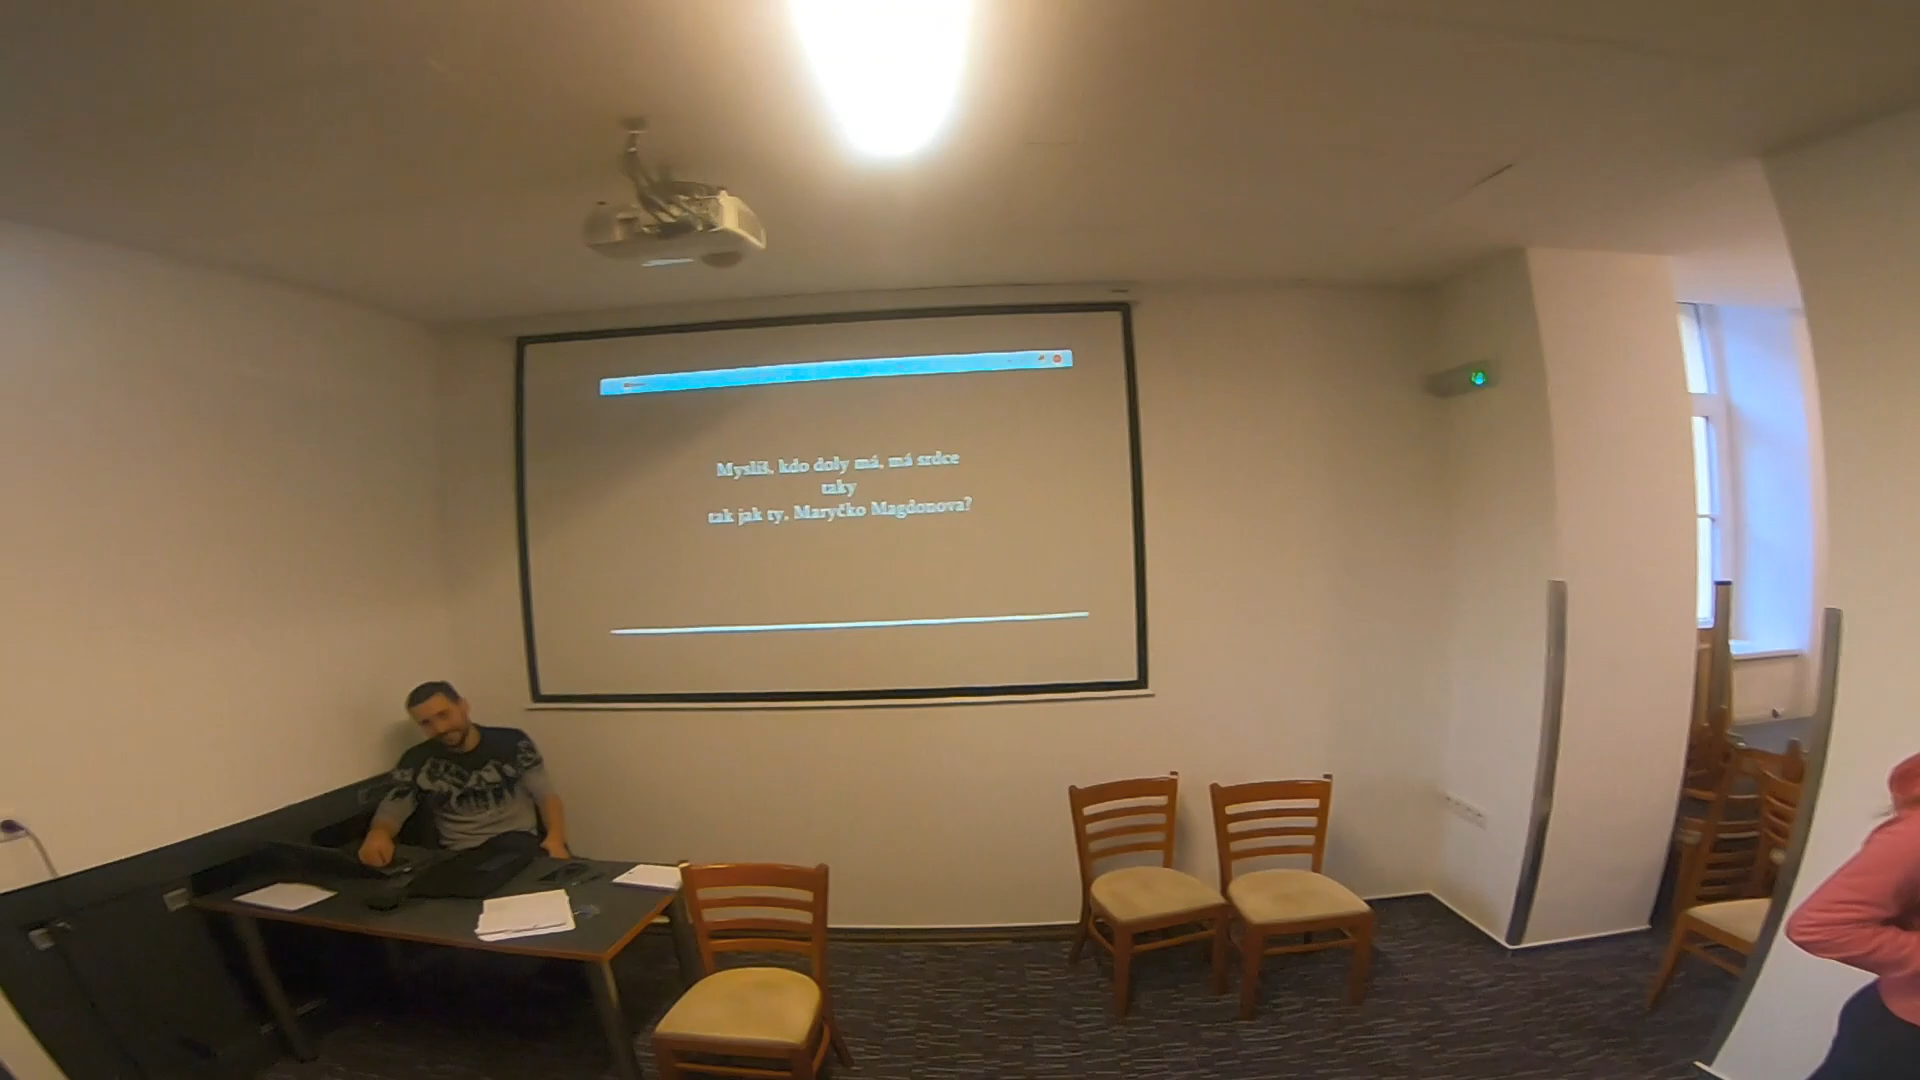 Myslíš, kdo doly má, má srdce
taky
tak jak ty, Maryčko Magdonova?